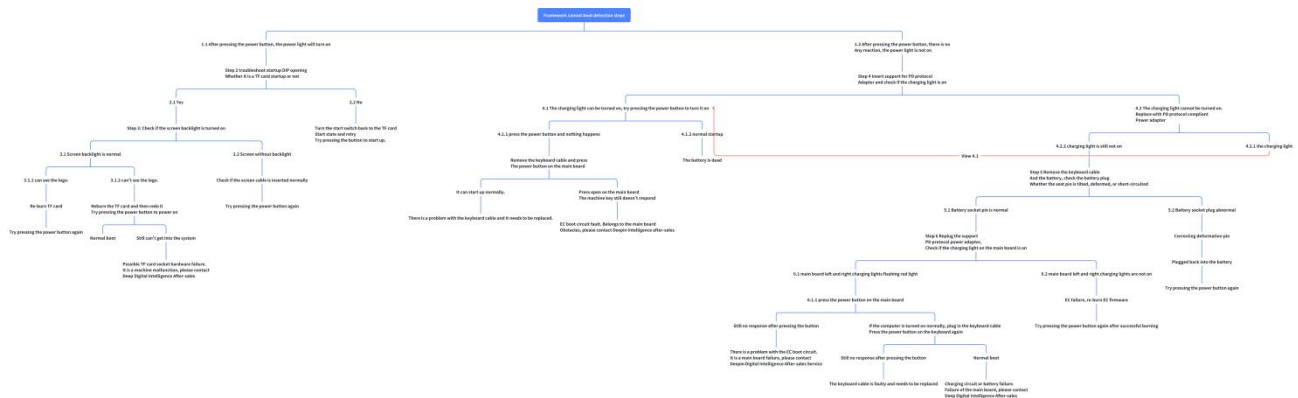 Framework cannot boot detection steps
1.1 After pressing the power button, the power light will turn on
1.2 After pressing the power button, there is no
Any reaction, the power light is not on
Step 2 troubleshoot startup DIP opening
Whether it is a TF card startup or not
Step 4 Insert support for PD protocol
Adapter and check if the charging light is on
2.1 Yes
2.2 No
4.1 The charging light can be turned on, try pressing the power button to turn it on
4.2 The charging light cannot be turned on.
Replace with PD protocol compliant
Power adapter
Step 3: Check if the screen backlight is turned on
Turn the start switch back to the TF card
Start state and retry
Try pressing the button to start up.
4.1.1 press the power button and nothing happens
4.1.2 normal startup
4.2.2 charging light is still not on
4.2.1 the charging light
3.1 Screen backlight is normal
3.2 Screen without backlight
Remove the keyboard cable and press
The power button on the main board
The battery is dead
View 4.1
Step 5 Remove the keyboard cable
And the battery, check the battery plug
Whether the seat pin is tilted, deformed, or short-circuited
3.1.1 can see the logo.
3.1.2 can't see the logo.
Check if the screen cable is inserted normally
It can start up normally.
Press open on the main board
The machine key still doesn't respond
Re-burn TF card
Reburn the TF card and then redo it
Try pressing the power button to power on
Try pressing the power button again
There is a problem with the keyboard cable and it needs to be replaced.
EC boot circuit fault, Belongs to the main board
Obstacles, please contact Deepin Intelligence after-sales
5.1 Battery socket pin is normal
5.2 Battery socket plug abnormal
Try pressing the power button again
Normal boot
Still can't get into the system
Step 6 Replug the support
PD protocol power adapter,
Check if the charging light on the main board is on
Correcting deformation pin
Possible TF card socket hardware failure.
It is a machine malfunction, please contact
Deep Digital Intelligence After-sales
Plugged back into the battery
6.1 main board left and right charging lights flashing red light
6.2 main board left and right charging lights are not on
Try pressing the power button again
6.1.1 press the power button on the main board
EC failure, re-burn EC firmware
Still no response after pressing the button
If the computer is turned on normally, plug in the keyboard cable
Press the power button on the keyboard again
Try pressing the power button again after successful burning
There is a problem with the EC boot circuit.
It is a main board failure, please contact
Deepin Digital Intelligence After-sales Service
Still no response after pressing the button
Normal boot
The keyboard cable is faulty and needs to be replaced
Charging circuit or battery failure.
Failure of the main board, please contact
Deep Digital Intelligence After-sales